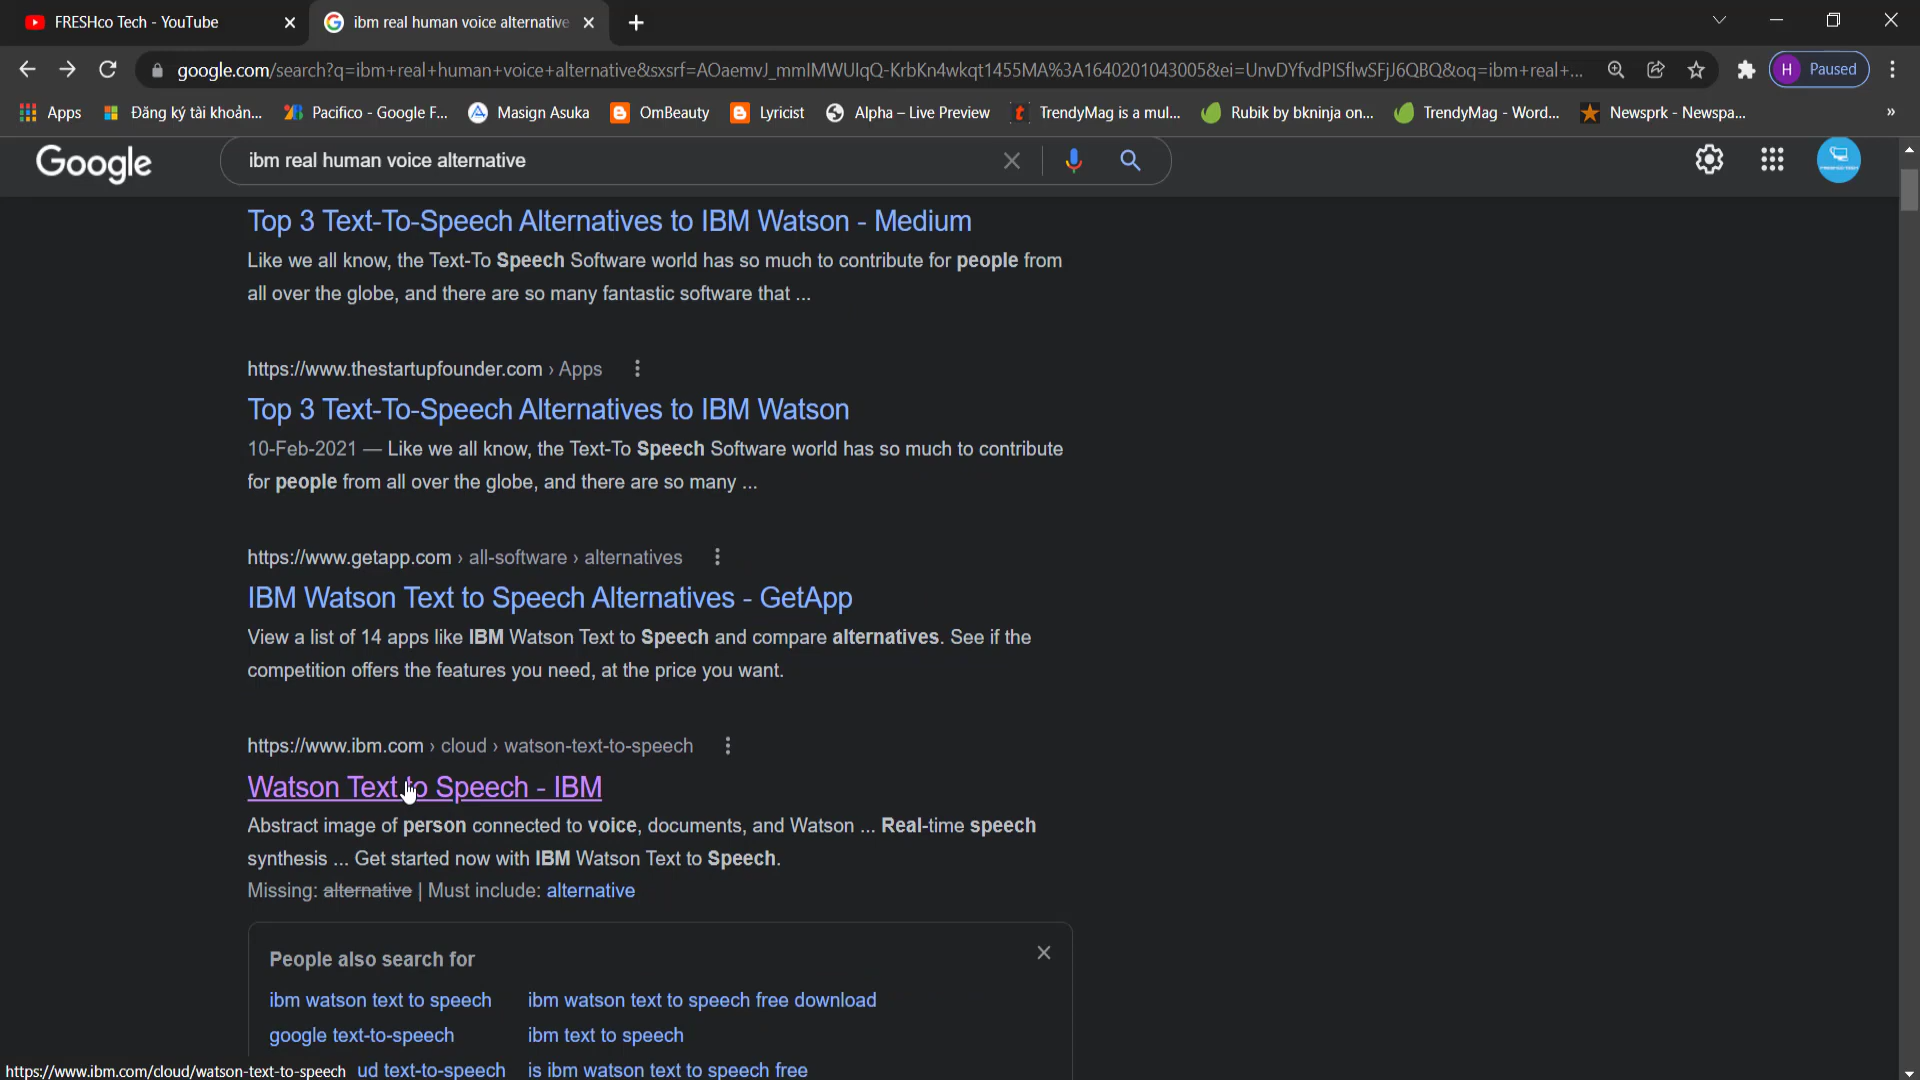 FRESHco Tech - YouTube
ibm real human voice alternative
google.com/search?q=ibm+real+human+voice+alternative&sxsrf=AOaemvJ_mmIMWUIqQ-KrbKn4wkqt1455MA%3A1640201043005&ei=UnvDYfvdPISflwSFjJ6QBQ&oq=ibm+real+...
H Paused
Apps
Đăng ký tài khoản...
Pacifico - Google F...
Masign Asuka
OmBeauty
Lyricist
Alpha – Live Preview
TrendyMag is a mul...
Rubik by bkninja on...
TrendyMag - Word...
Newsprk - Newspa...
»
Google
ibm real human voice alternative
Top 3 Text-To-Speech Alternatives to IBM Watson - Medium
Like we all know, the Text-To Speech Software world has so much to contribute for people from
all over the globe, and there are so many fantastic software that ...
https://www.thestartupfounder.com › Apps
Top 3 Text-To-Speech Alternatives to IBM Watson
10-Feb-2021 — Like we all know, the Text-To Speech Software world has so much to contribute
for people from all over the globe, and there are so many ...
https://www.getapp.com › all-software › alternatives
IBM Watson Text to Speech Alternatives - GetApp
View a list of 14 apps like IBM Watson Text to Speech and compare alternatives. See if the
competition offers the features you need, at the price you want.
https://www.ibm.com › cloud › watson-text-to-speech
Watson Text to Speech - IBM
Abstract image of person connected to voice, documents, and Watson ... Real-time speech
synthesis ... Get started now with IBM Watson Text to Speech.
Missing: alternative | Must include: alternative
People also search for
ibm watson text to speech
ibm watson text to speech free download
google text-to-speech
ibm text to speech
ud text-to-speech
is ibm watson text to speech free
https://www.ibm.com/cloud/watson-text-to-speech